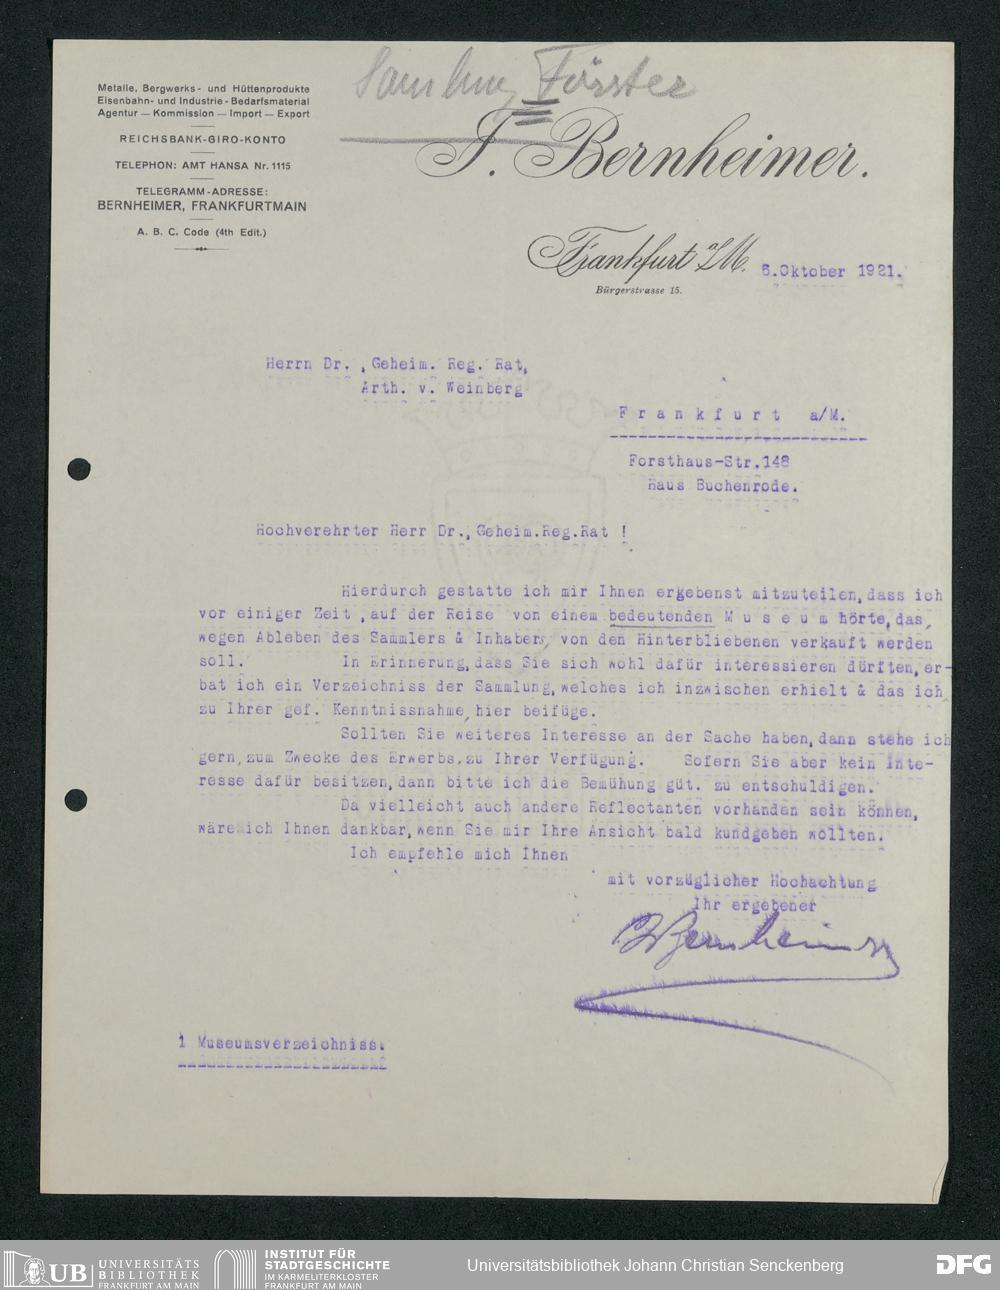 Sammlung Förster
Metalle, Bergwerks- und Hüttenprodukte
Eisenbahn- und Industrie-Bedarfsmaterial
Agentur — Kommission — Import — Export
REICHSBANK-GIRO-KONTO
TELEPHON: AMT HANSA Nr. 1115
TELEGRAMM-ADRESSE:
BERNHEIMER, FRANKFURTMAIN
A. B. C. Code (4th Edit.)
J. Bernheimer.
Frankfurt a/M. 6.Oktober 1921.
Bürgerstrasse 15.
Herrn Dr., Geheim. Reg. Rat,
Arth. v. Weinberg
F r a n k f u r t a/M.
Forsthaus-Str.148
Haus Buchenrode.
Hochverehrter Herr Dr., Geheim.Reg.Rat !
Hierdurch gestatte ich mir Ihnen ergebenst mitzuteilen, dass ich
vor einiger Zeit , auf der Reise von einem bedeutenden M u s e u m hörte, das,
wegen Ableben des Sammlers & Inhabers, von den Hinterbliebenen verkauft werden
soll. In Erinnerung, dass Sie sich wohl dafür interessieren dürften, er-
bat ich ein Verzeichniss der Sammlung, welches ich inzwischen erhielt & das ich
zu Ihrer gef. Kenntnissnahme, hier beifüge.
Sollten Sie weiteres Interesse an der Sache haben, dann stehe ich
gern, zum Zwecke des Erwerbs, zu Ihrer Verfügung. Sofern Sie aber kein Inte-
resse dafür besitzen, dann bitte ich die Bemühung güt. zu entschuldigen.
Da vielleicht auch andere Reflectanten vorhanden sein können,
wäre ich Ihnen dankbar, wenn Sie mir Ihre Ansicht bald kundgeben wollten.
Ich empfehle mich Ihnen
mit vorzüglicher Hochachtung
Ihr ergebener
J Bernheimer
1 Museumsverzeichniss.
UB UNIVERSITÄTS
BIBLIOTHEK
FRANKFURT AM MAIN
INSTITUT FÜR
STADTGESCHICHTE
IM KARMELITERKLOSTER
FRANKFURT AM MAIN
Universitätsbibliothek Johann Christian Senckenberg
DFG